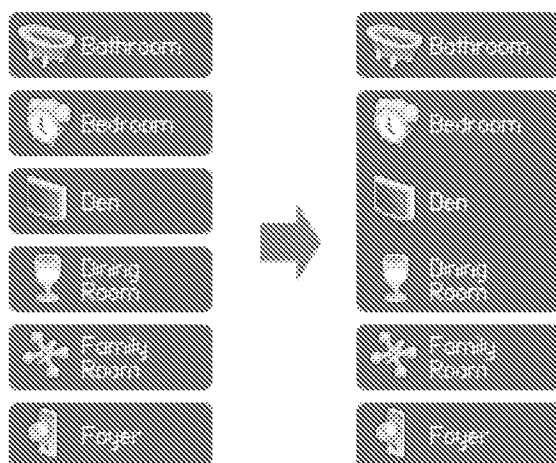 Bathroom
Bedroom
Den
Dining
Room
Family
Room
Foyer
Bathroom
Bedroom
Den
Dining
Room
Family
Room
Foyer